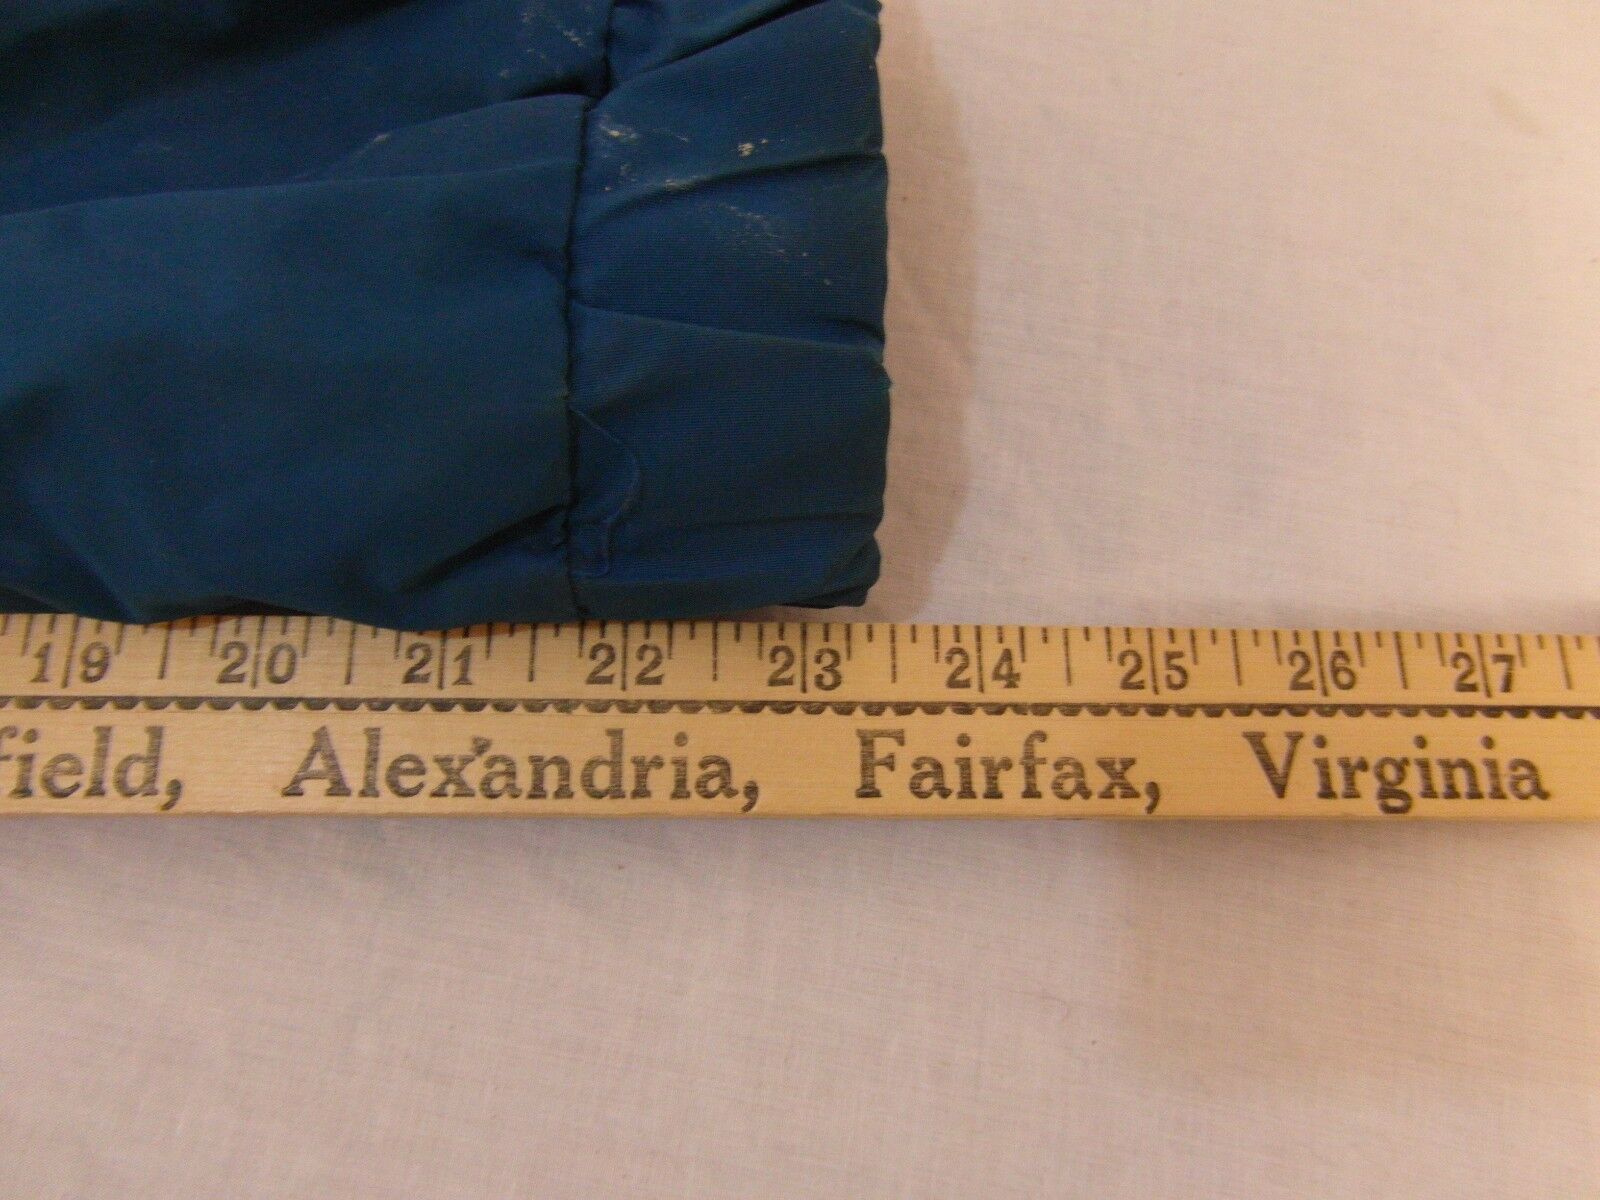 19 20 21 22 23 24 25 26 27
field, Alexandria, Fairfax, Virginia